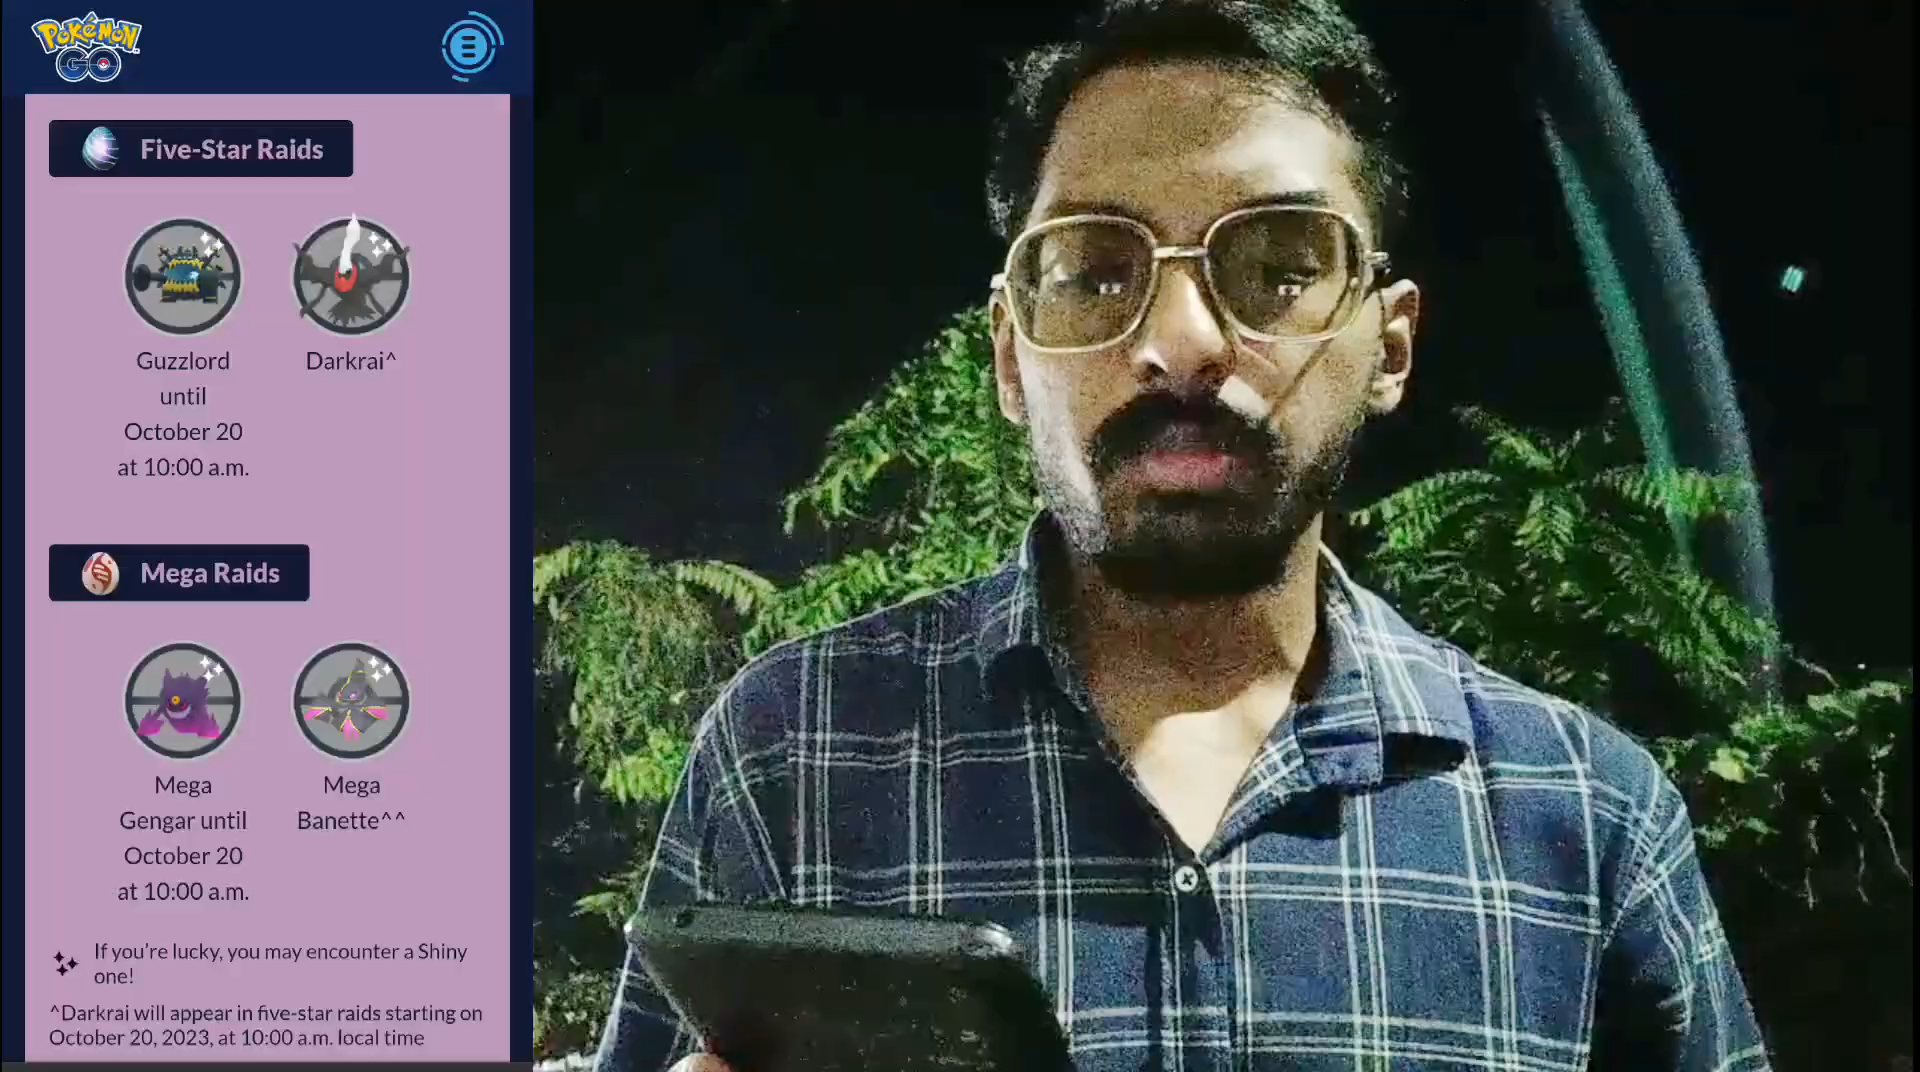 POKéMON
GO
Five-Star Raids
Guzzlord
until
October 20
at 10:00 a.m.
Darkrai^
Mega Raids
Mega
Gengar until
October 20
at 10:00 a.m.
Mega
Banette^^
If you're lucky, you may encounter a Shiny
one!
^Darkrai will appear in five-star raids starting on
October 20, 2023, at 10:00 a.m. local time